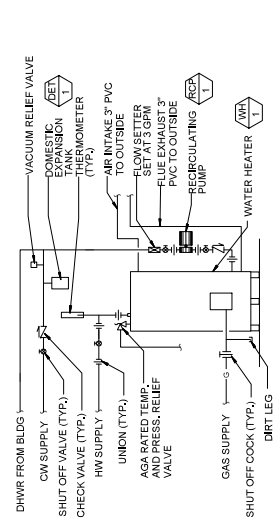 VACUUM RELIEF VALVE
DOMESTIC
EXPANSION
TANK
DET
1
THERMOMETER
(TYP.)
AIR INTAKE 3" PVC
TO OUTSIDE
FLOW SETTER
SET AT 3 GPM
FLUE EXHAUST 3"
PVC TO OUTSIDE
RECIRCULATING
PUMP
RCP
1
WATER HEATER
WH
1
DHWR FROM BLDG
CW SUPPLY
SHUT OFF VALVE (TYP.)
CHECK VALVE (TYP.)
HW SUPPLY
UNION (TYP.)
AGA RATED TEMP.
AND PRESS. RELIEF
VALVE
GAS SUPPLY
G
SHUT OFF COCK (TYP.)
DIRT LEG